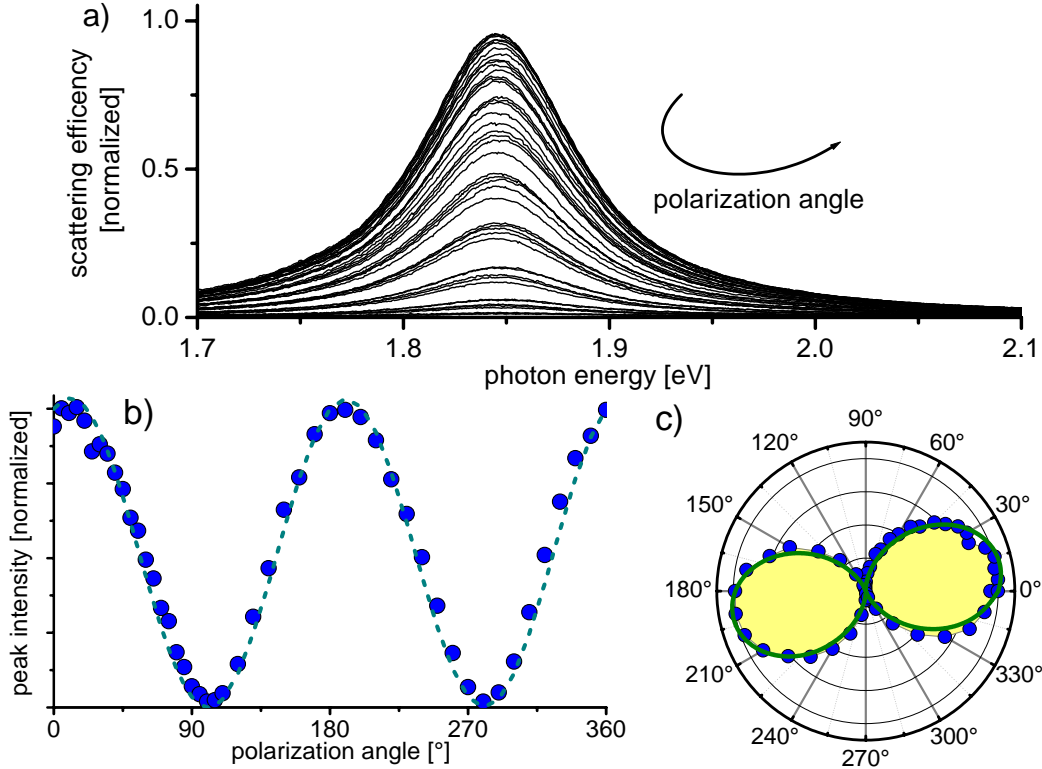 a)
scattering efficency
[normalized]
1.0
0.5
0.0
polarization angle
1.7
1.8
1.9
2.0
2.1
photon energy [eV]
b)
peak intensity [normalized]
0
90
180
270
360
polarization angle [°]
c)
90°
120°
60°
150°
30°
180°
0°
210°
330°
240°
300°
270°